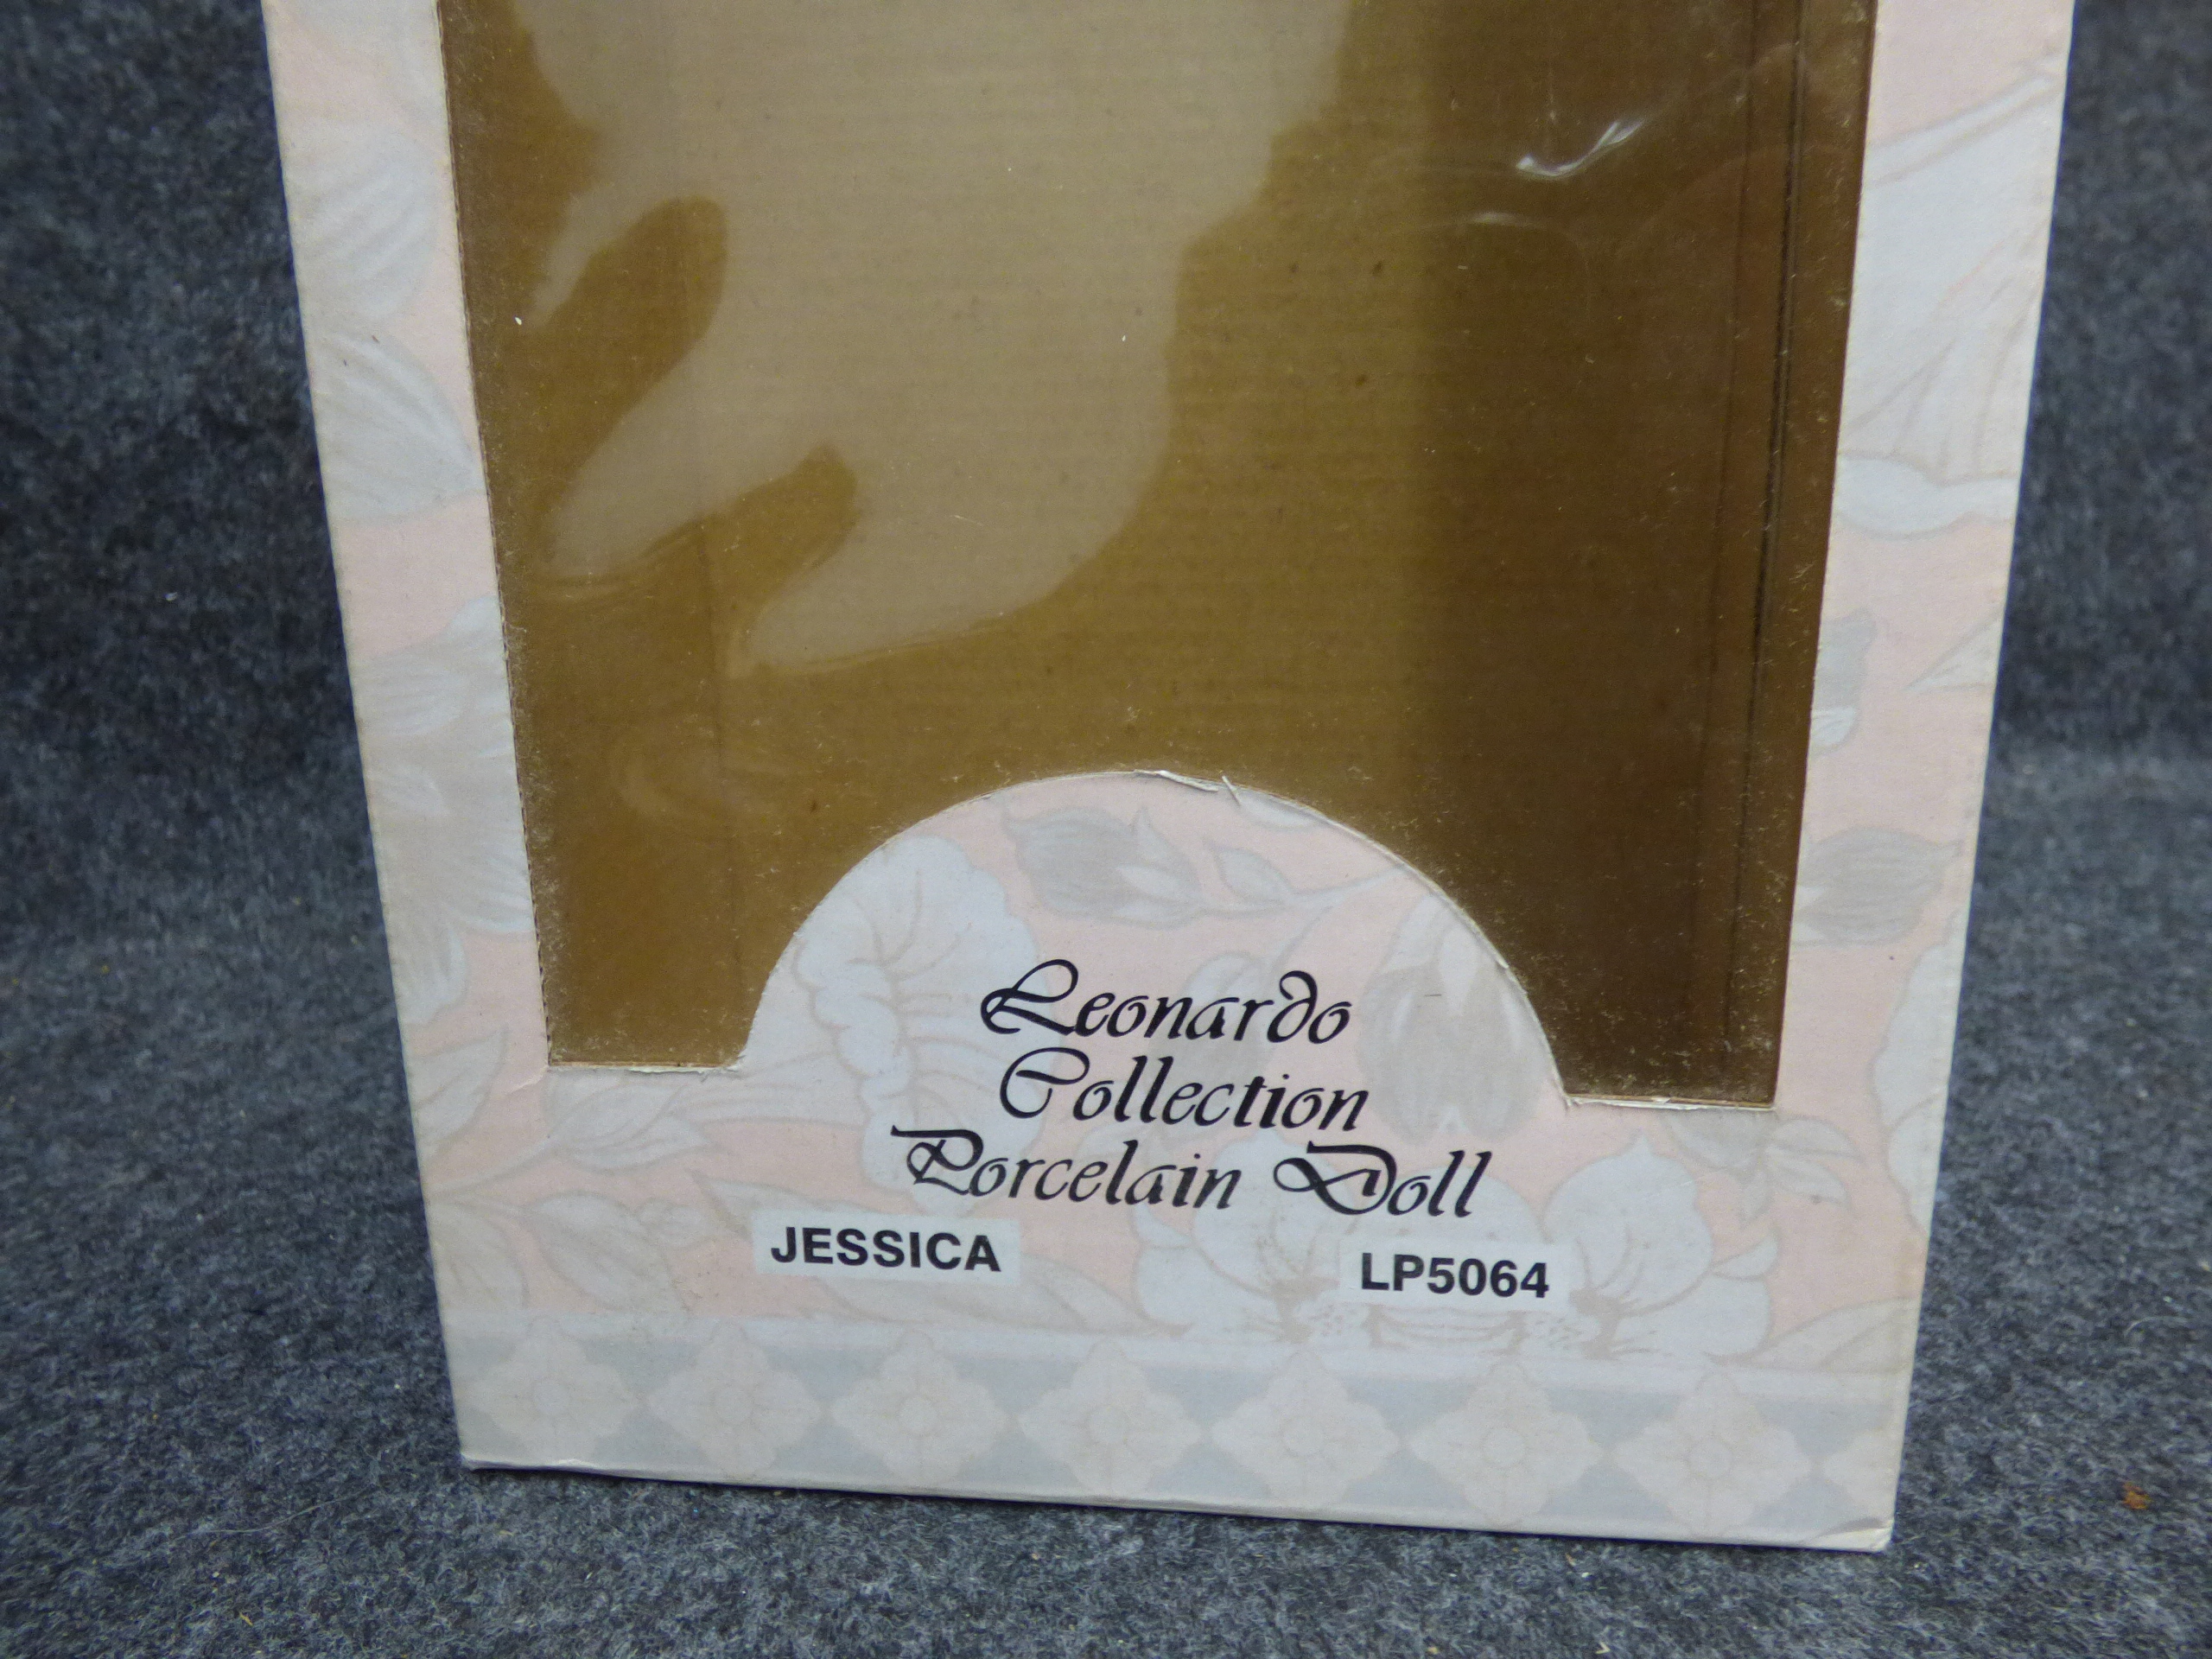 Leonardo
Collection
Porcelain Doll
JESSICA LP5064